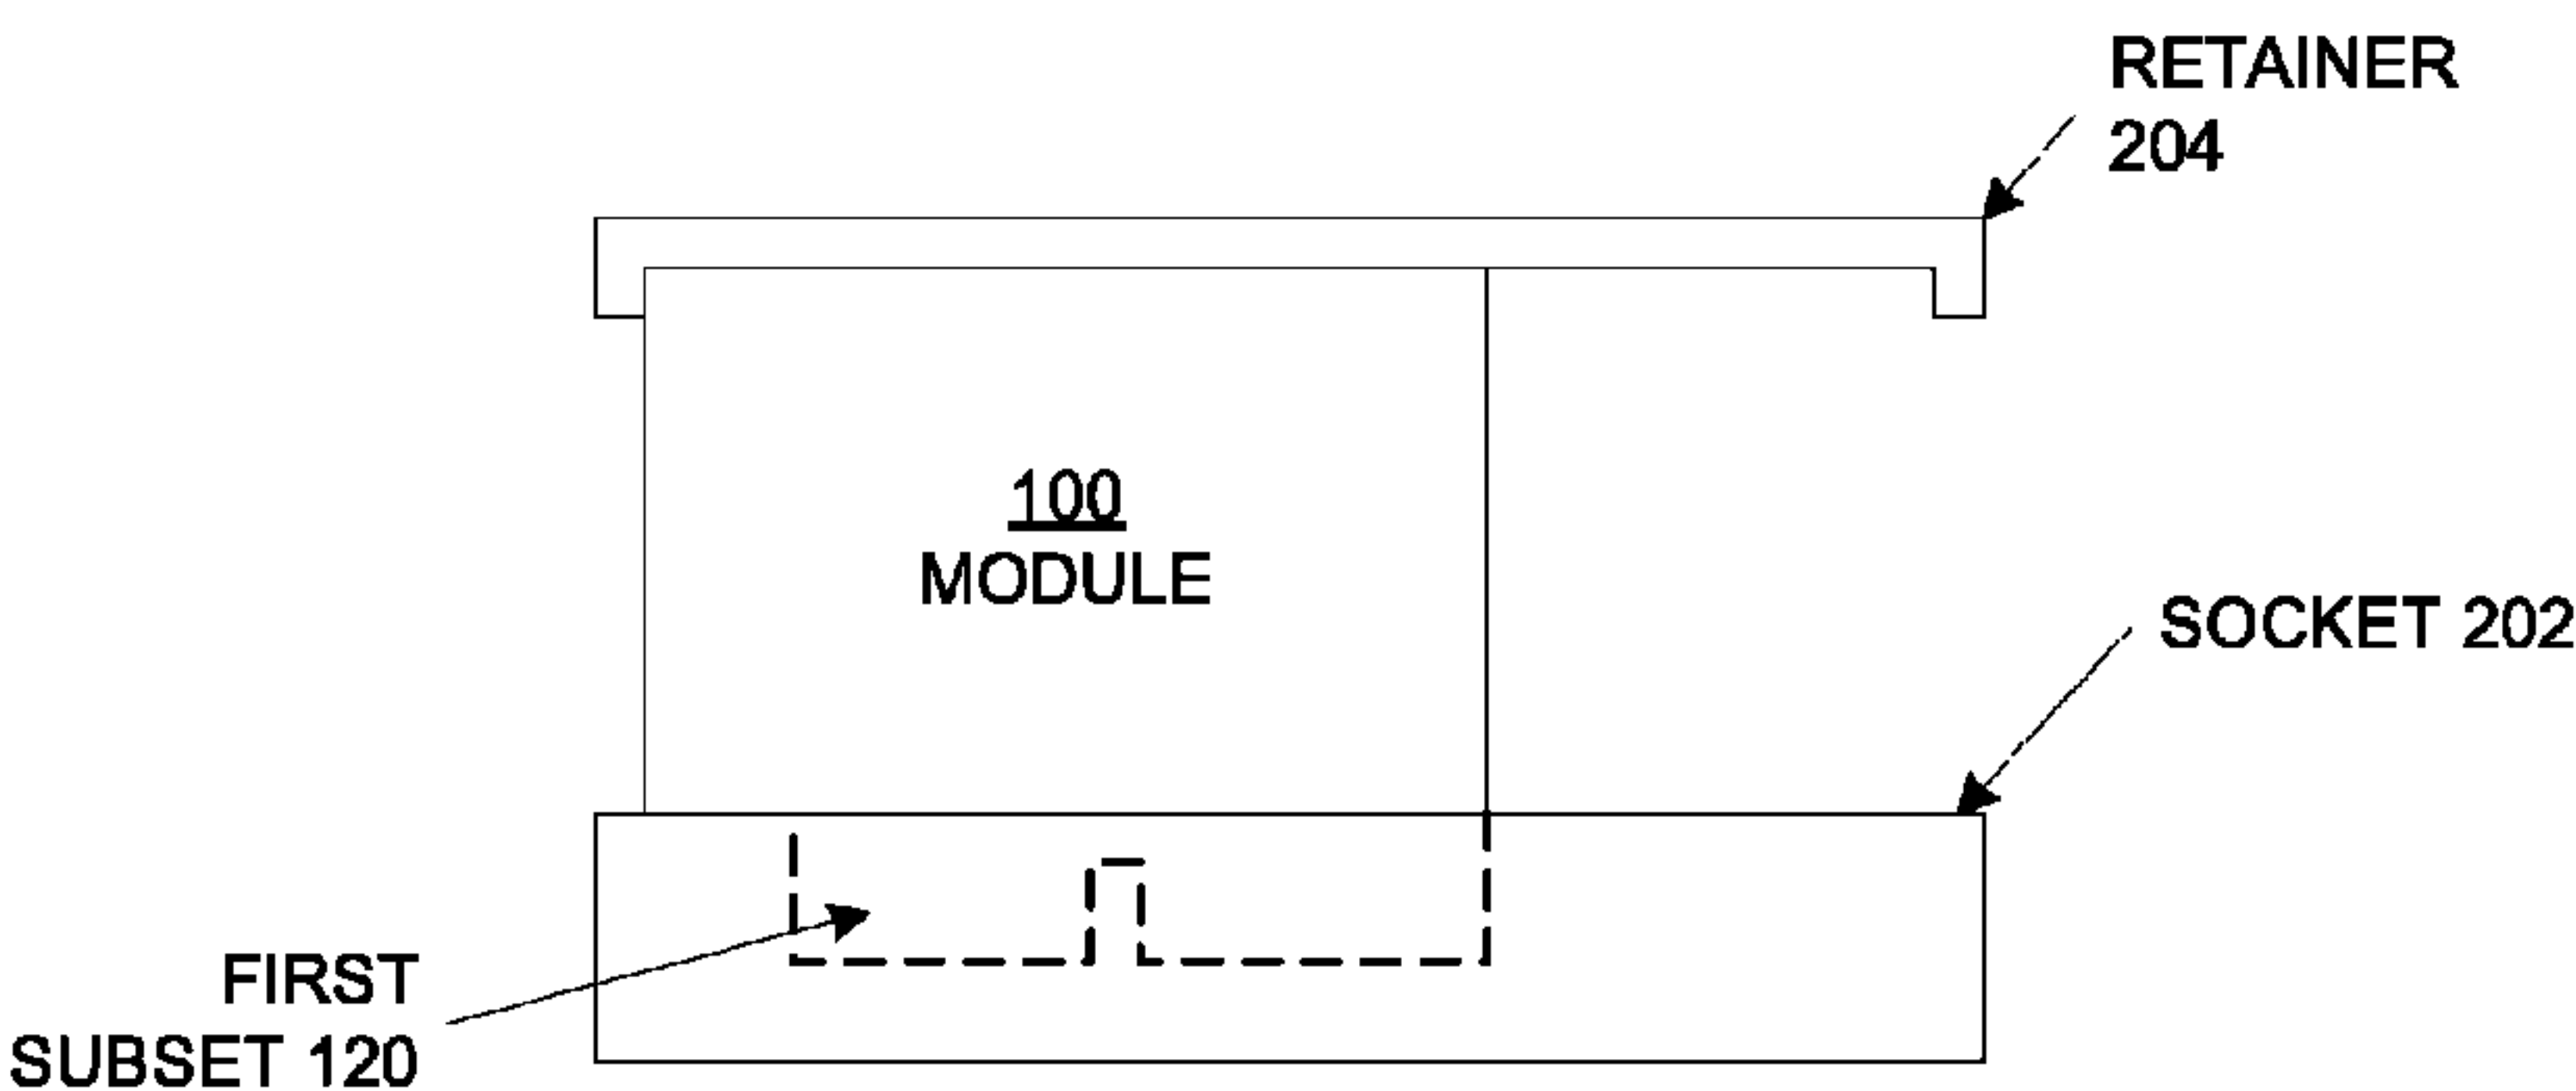 RETAINER
204
100
MODULE
SOCKET 202
FIRST
SUBSET 120